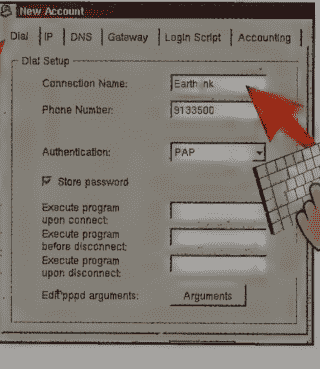 New Account
Dial IP DNS Gateway Login Script Accounting
Dial Setup
Connection Name: Earthlink
Phone Number: 9133500
Authentication: PAP
Store password
Execute program
upon connect:
Execute program
before disconnect:
Execute program
upon disconnect:
Edit pppd arguments: Arguments